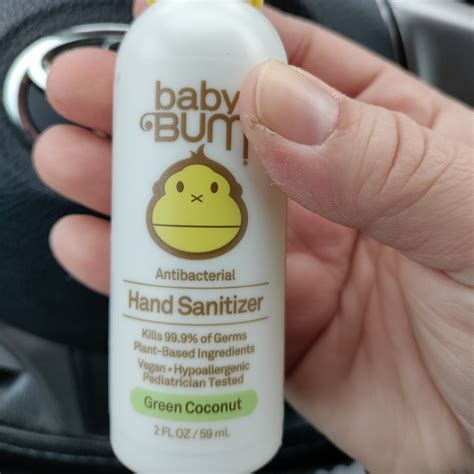 baby
BUM®
Antibacterial
Hand Sanitizer
Kills 99.9% of Germs
Plant-Based Ingredients
Vegan • Hypoallergenic
Pediatrician Tested
Green Coconut
2 FL OZ / 59 mL